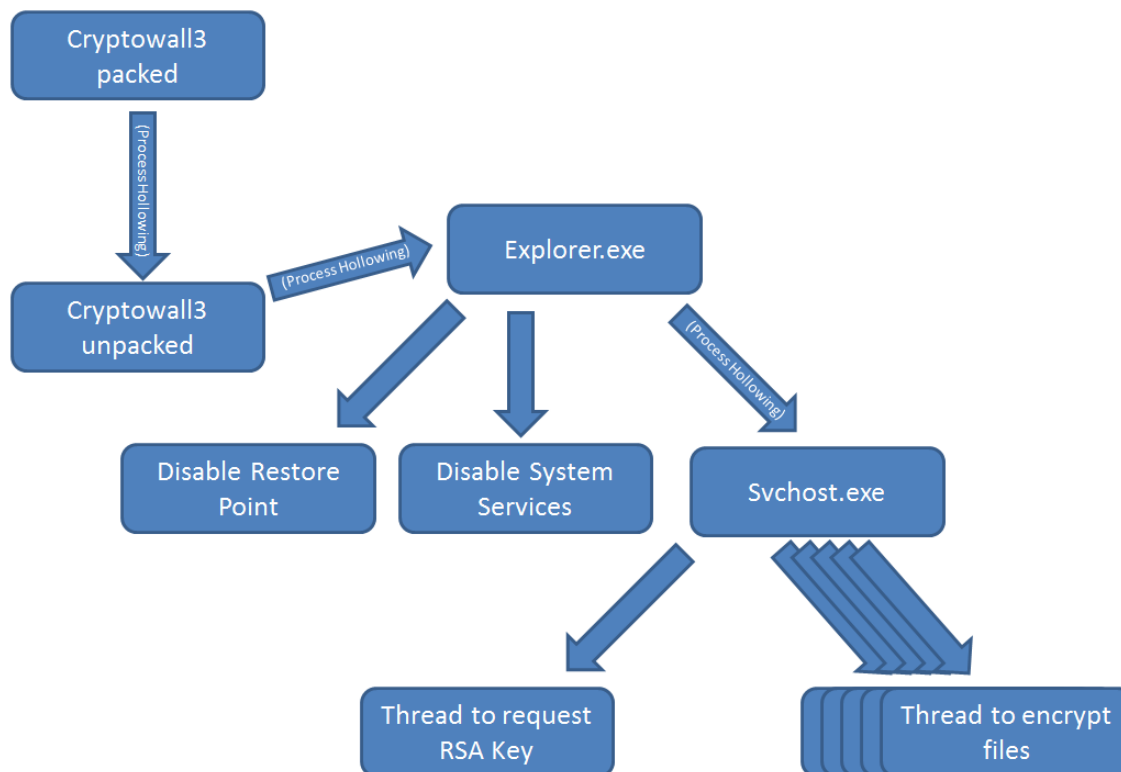 Cryptowall3
packed
(Process Hollowing)
Cryptowall3
unpacked
(Process Hollowing)
Explorer.exe
(Process Hollowing)
Disable Restore
Point
Disable System
Services
Svchost.exe
Thread to request
RSA Key
Thread to encrypt
files